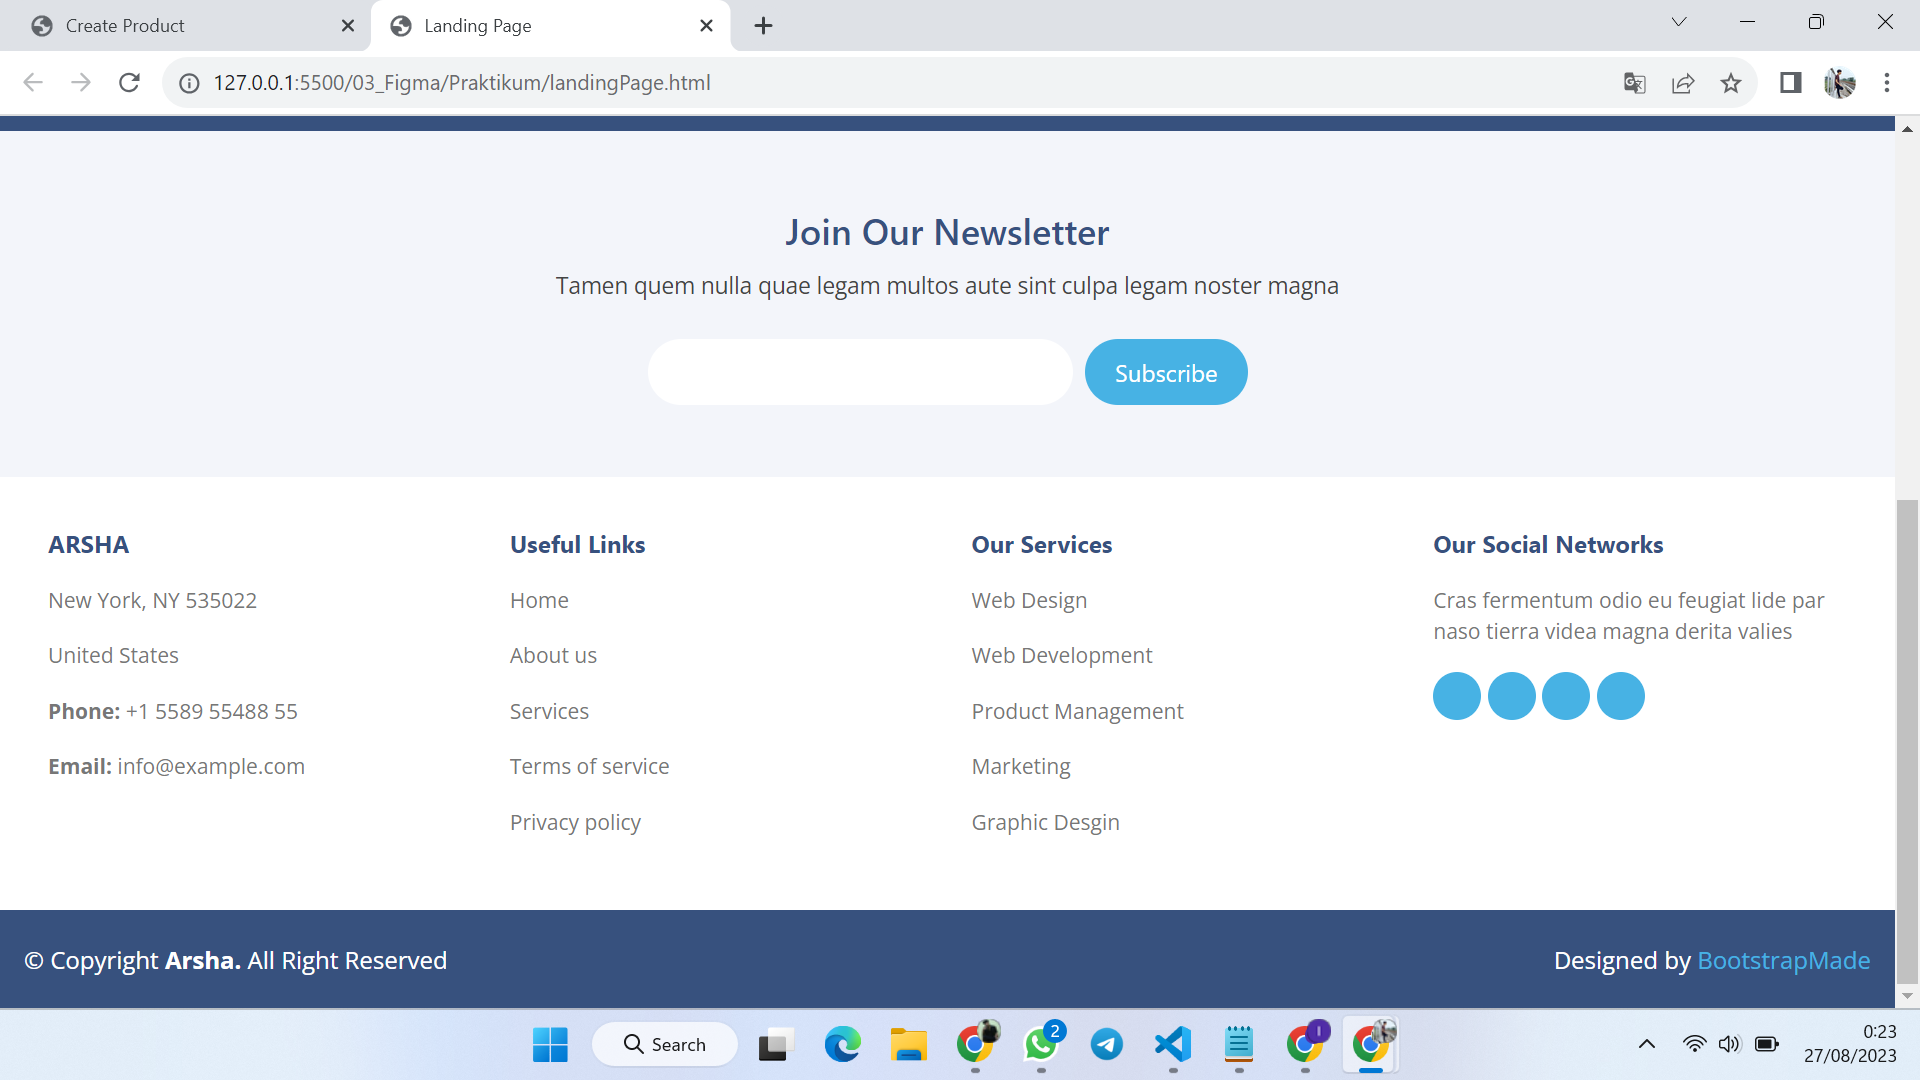 Create Product
Landing Page
127.0.0.1:5500/03_Figma/Praktikum/landingPage.html
Join Our Newsletter
Tamen quem nulla quae legam multos aute sint culpa legam noster magna
Subscribe
ARSHA
New York, NY 535022
United States
Phone: +1 5589 55488 55
Email: info@example.com
Useful Links
Home
About us
Services
Terms of service
Privacy policy
Our Services
Web Design
Web Development
Product Management
Marketing
Graphic Desgin
Our Social Networks
Cras fermentum odio eu feugiat lide par
naso tierra videa magna derita valies
© Copyright Arsha. All Right Reserved
Designed by BootstrapMade
Search
2
I
0:23
27/08/2023